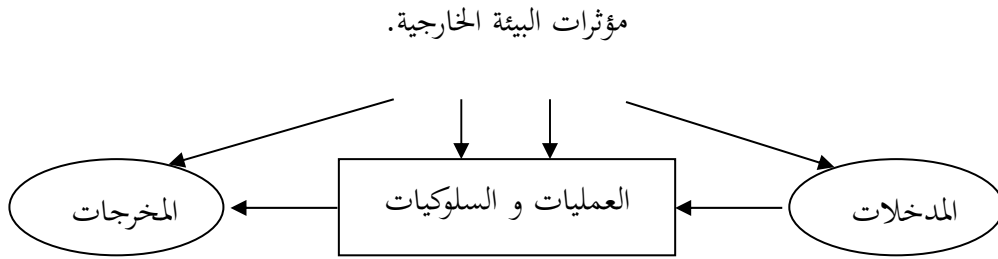 مؤثرات البيئة الخارجية.
المدخلات
العمليات و السلوكيات
المخرجات